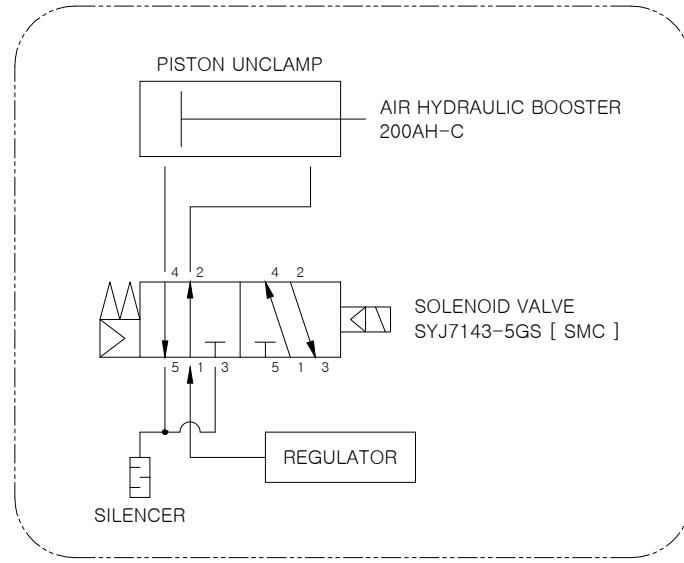 PISTON UNCLAMP
AIR HYDRAULIC BOOSTER
200AH-C
4 2 4 2
SOLENOID VALVE
SYJ7143-5GS [ SMC ]
5 1 3 5 1 3
REGULATOR
SILENCER